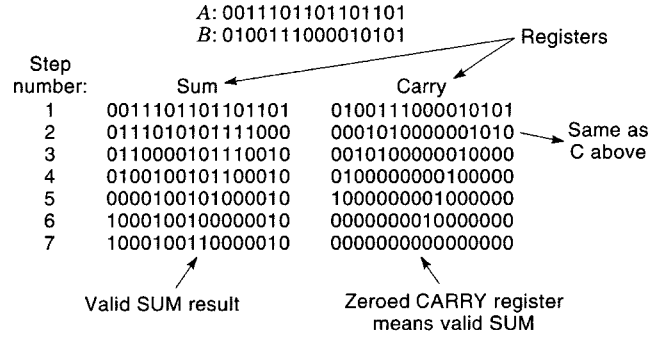 A: 0011101101101101
B: 0100111000010101
Registers
Step
number: Sum Carry
1 0011101101101101 0100111000010101
2 0111010101111000 0001010000001010
Same as
C above
3 0110000101110010 0010100000010000
4 0100100101100010 0100000000100000
5 0000100101000010 1000000001000000
6 1000100100000010 0000000010000000
7 1000100110000010 0000000000000000
Valid SUM result
Zeroed CARRY register
means valid SUM